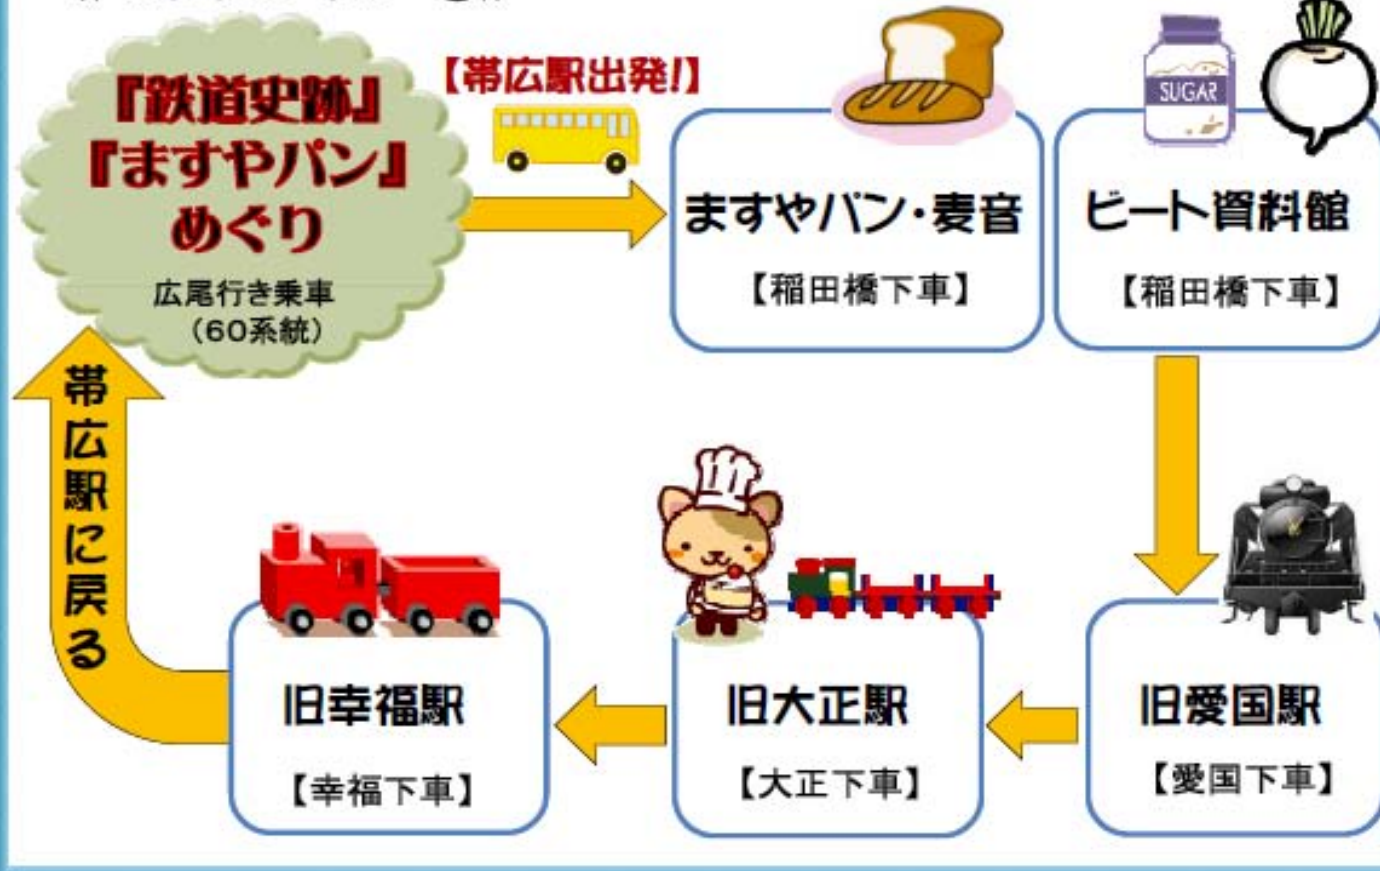 『鉄道史跡』
『ますやパン』
めぐり
広尾行き乗車
（60系統）
【帯広駅出発！】
ますやパン・麦音
【稲田橋下車】
SUGAR
ビート資料館
【稲田橋下車】
旧愛国駅
【愛国下車】
旧大正駅
【大正下車】
旧幸福駅
【幸福下車】
帯広駅に戻る